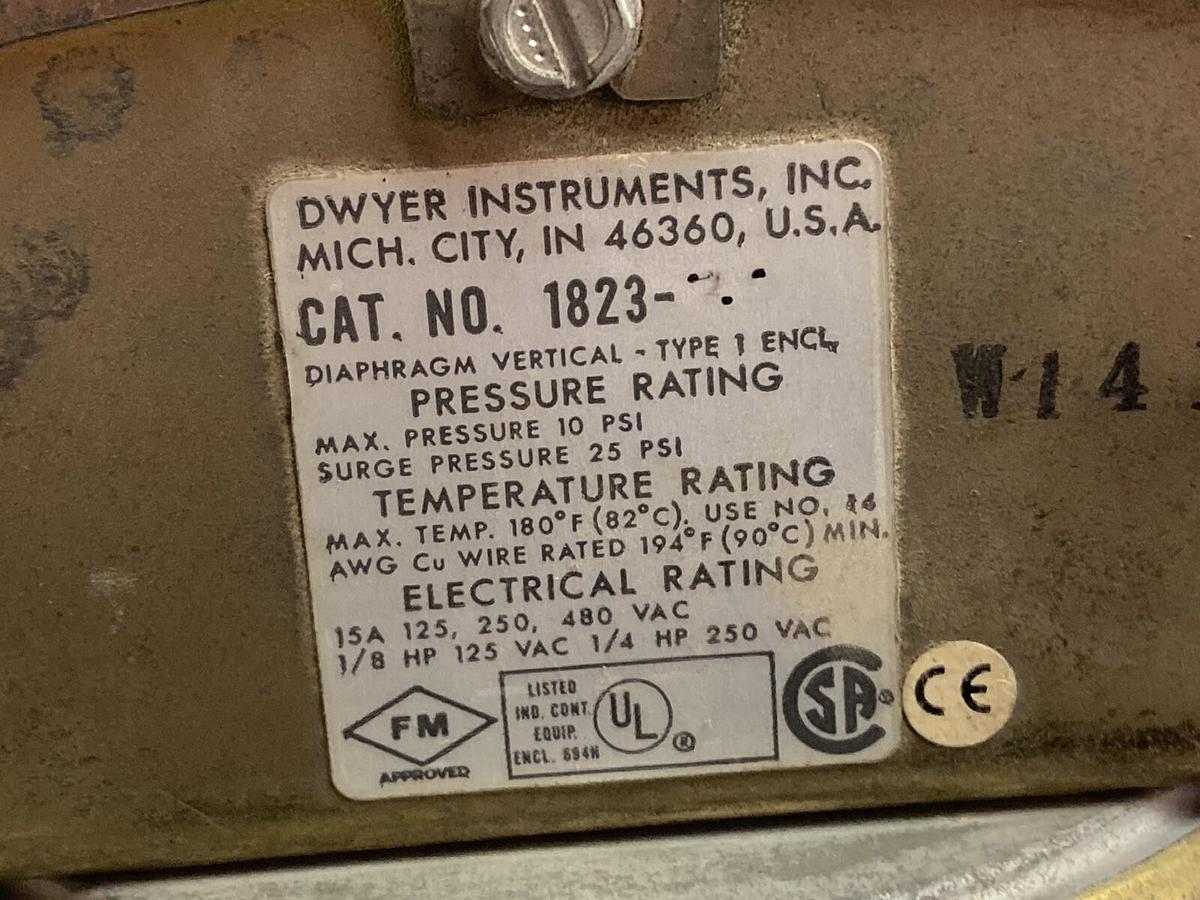 DWYER INSTRUMENTS, INC.
MICH. CITY, IN 46360, U.S.A.
CAT. NO. 1823-
DIAPHRAGM VERTICAL - TYPE 1 ENCL.
PRESSURE RATING
MAX. PRESSURE 10 PSI
SURGE PRESSURE 25 PSI
TEMPERATURE RATING
MAX. TEMP. 180°F (82°C). USE NO.
AWG Cu WIRE RATED 194°F (90°C) MIN.
ELECTRICAL RATING
15A 125, 250, 480 VAC
1/8 HP 125 VAC 1/4 HP 250 VAC
FM
APPROVED
LISTED
IND. CONT.
EQUIP.
ENCL. 694N
UL®
SA®
CE
W14